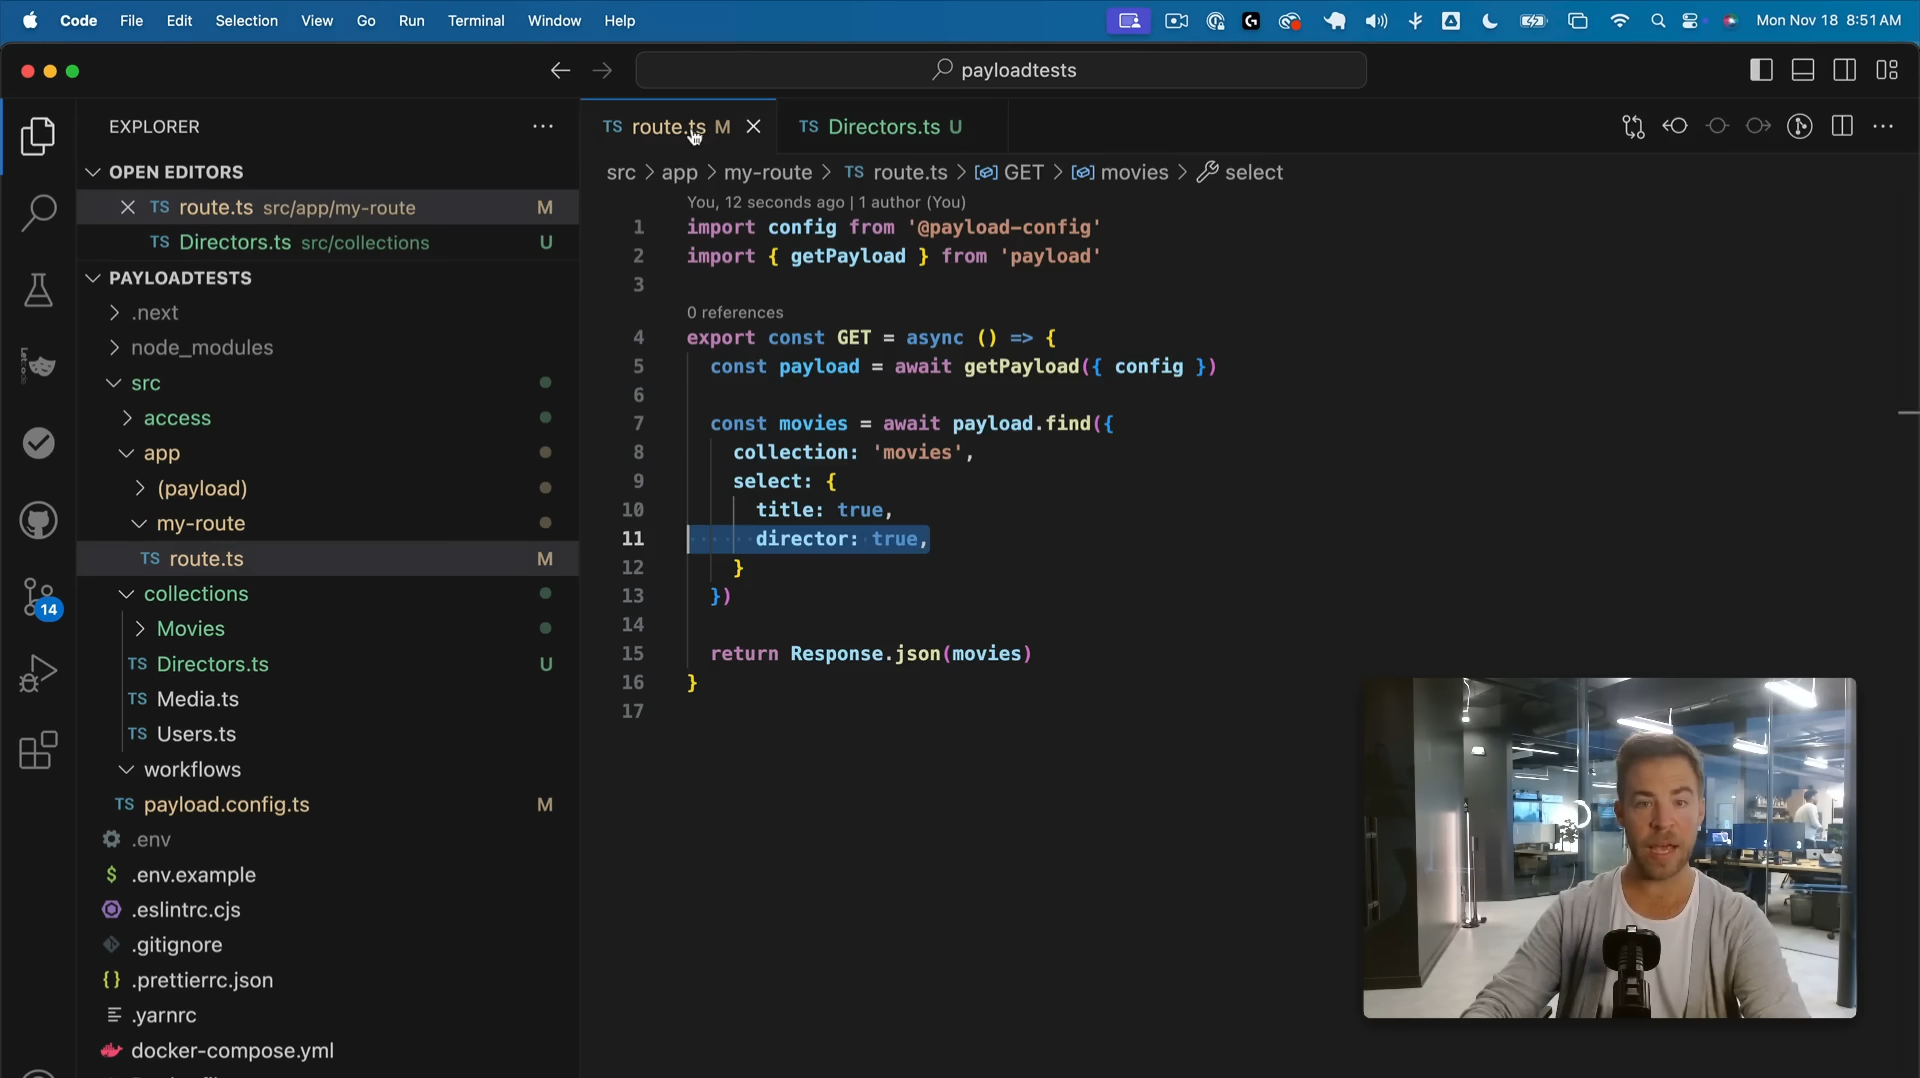 Code File Edit Selection View Go Run Terminal Window Help Mon Nov 18 8:51 AM
payloadtests
EXPLORER
TS route.ts M
TS Directors.ts U
src > app > my-route > TS route.ts > GET > movies > select
OPEN EDITORS
TS route.ts src/app/my-route M
TS Directors.ts src/collections U
PAYLOADTESTS
.next
node_modules
src
access
app
(payload)
my-route
TS route.ts M
collections
Movies
TS Directors.ts U
TS Media.ts
TS Users.ts
workflows
TS payload.config.ts M
.env
$ .env.example
.eslintrc.cjs
.gitignore
{} .prettierrc.json
.yarnrc
docker-compose.yml
14
You, 12 seconds ago | 1 author (You)
1 import config from '@payload-config'
2 import { getPayload } from 'payload'
3
0 references
4 export const GET = async () => {
5 const payload = await getPayload({ config })
6
7 const movies = await payload.find({
8 collection: 'movies',
9 select: {
10 title: true,
11 director: true,
12 }
13 })
14
15 return Response.json(movies)
16 }
17